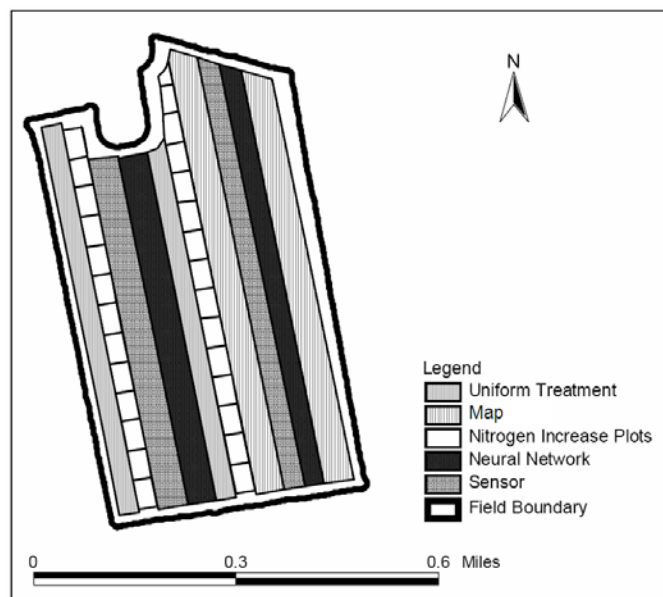 N
Legend
Uniform Treatment
Map
Nitrogen Increase Plots
Neural Network
Sensor
Field Boundary
0 0.3 0.6 Miles